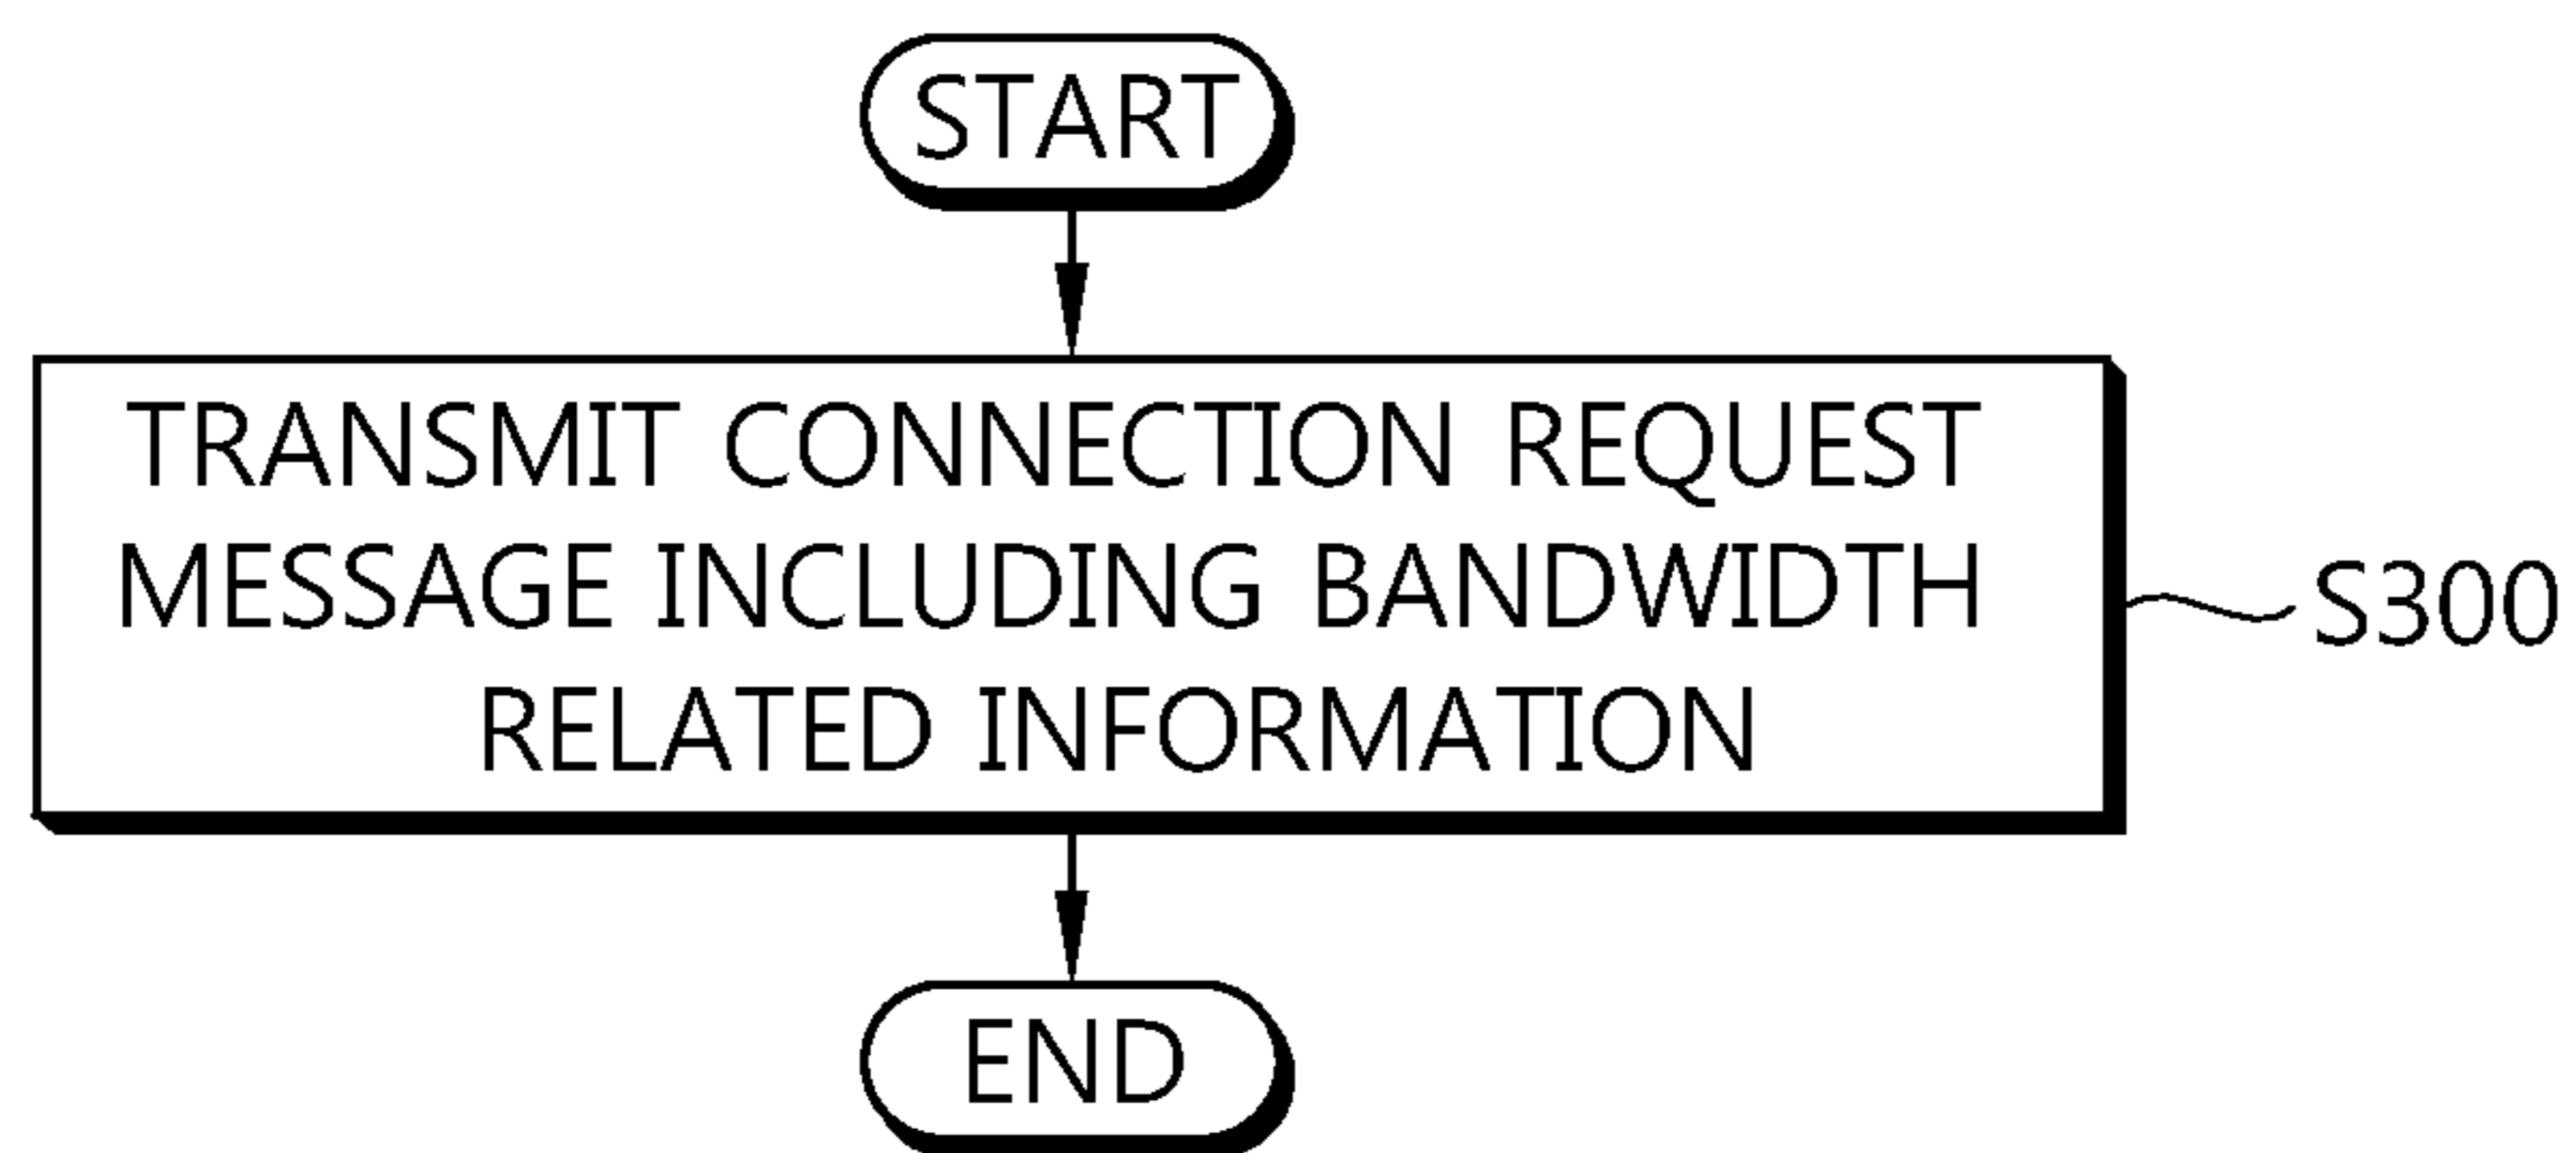 START
TRANSMIT CONNECTION REQUEST
MESSAGE INCLUDING BANDWIDTH
RELATED INFORMATION
S300
END